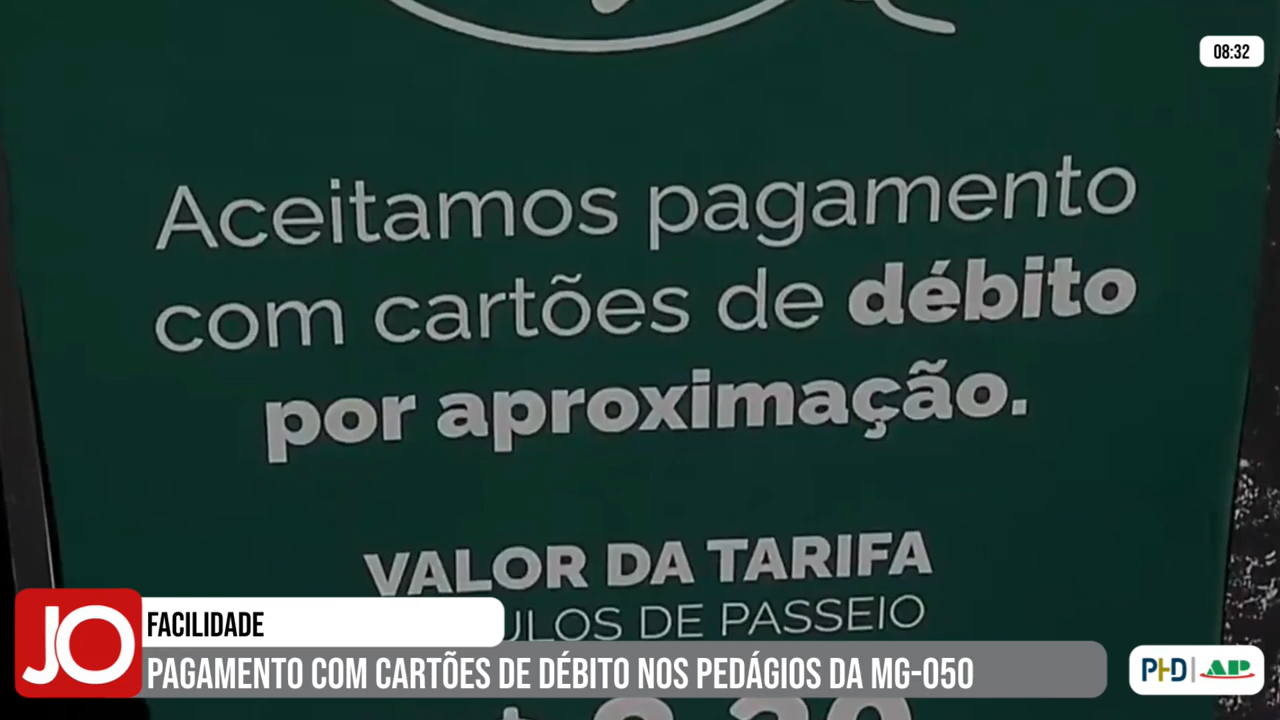 08:32
Aceitamos pagamento
com cartões de débito
por aproximação.
VALOR DA TARIFA
DE PASSEIO
JO
FACILIDADE
PAGAMENTO COM CARTÕES DE DÉBITO NOS PEDÁGIOS DA MG-050
PHD | AP